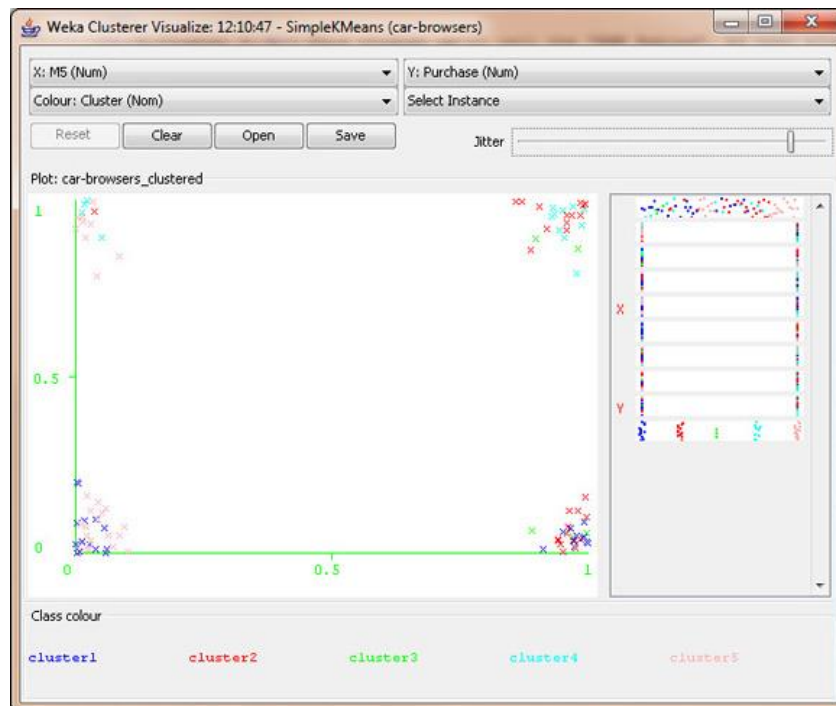 Weka Clusterer Visualize: 12:10:47 - SimpleKMeans (car-browsers)
X: M5 (Num)
Y: Purchase (Num)
Colour: Cluster (Nom)
Select Instance
Reset
Clear
Open
Save
Jitter
Plot: car-browsers_clustered
1
0.5
0
0
0.5
1
X
Y
Class colour
cluster1
cluster2
cluster3
cluster4
cluster5